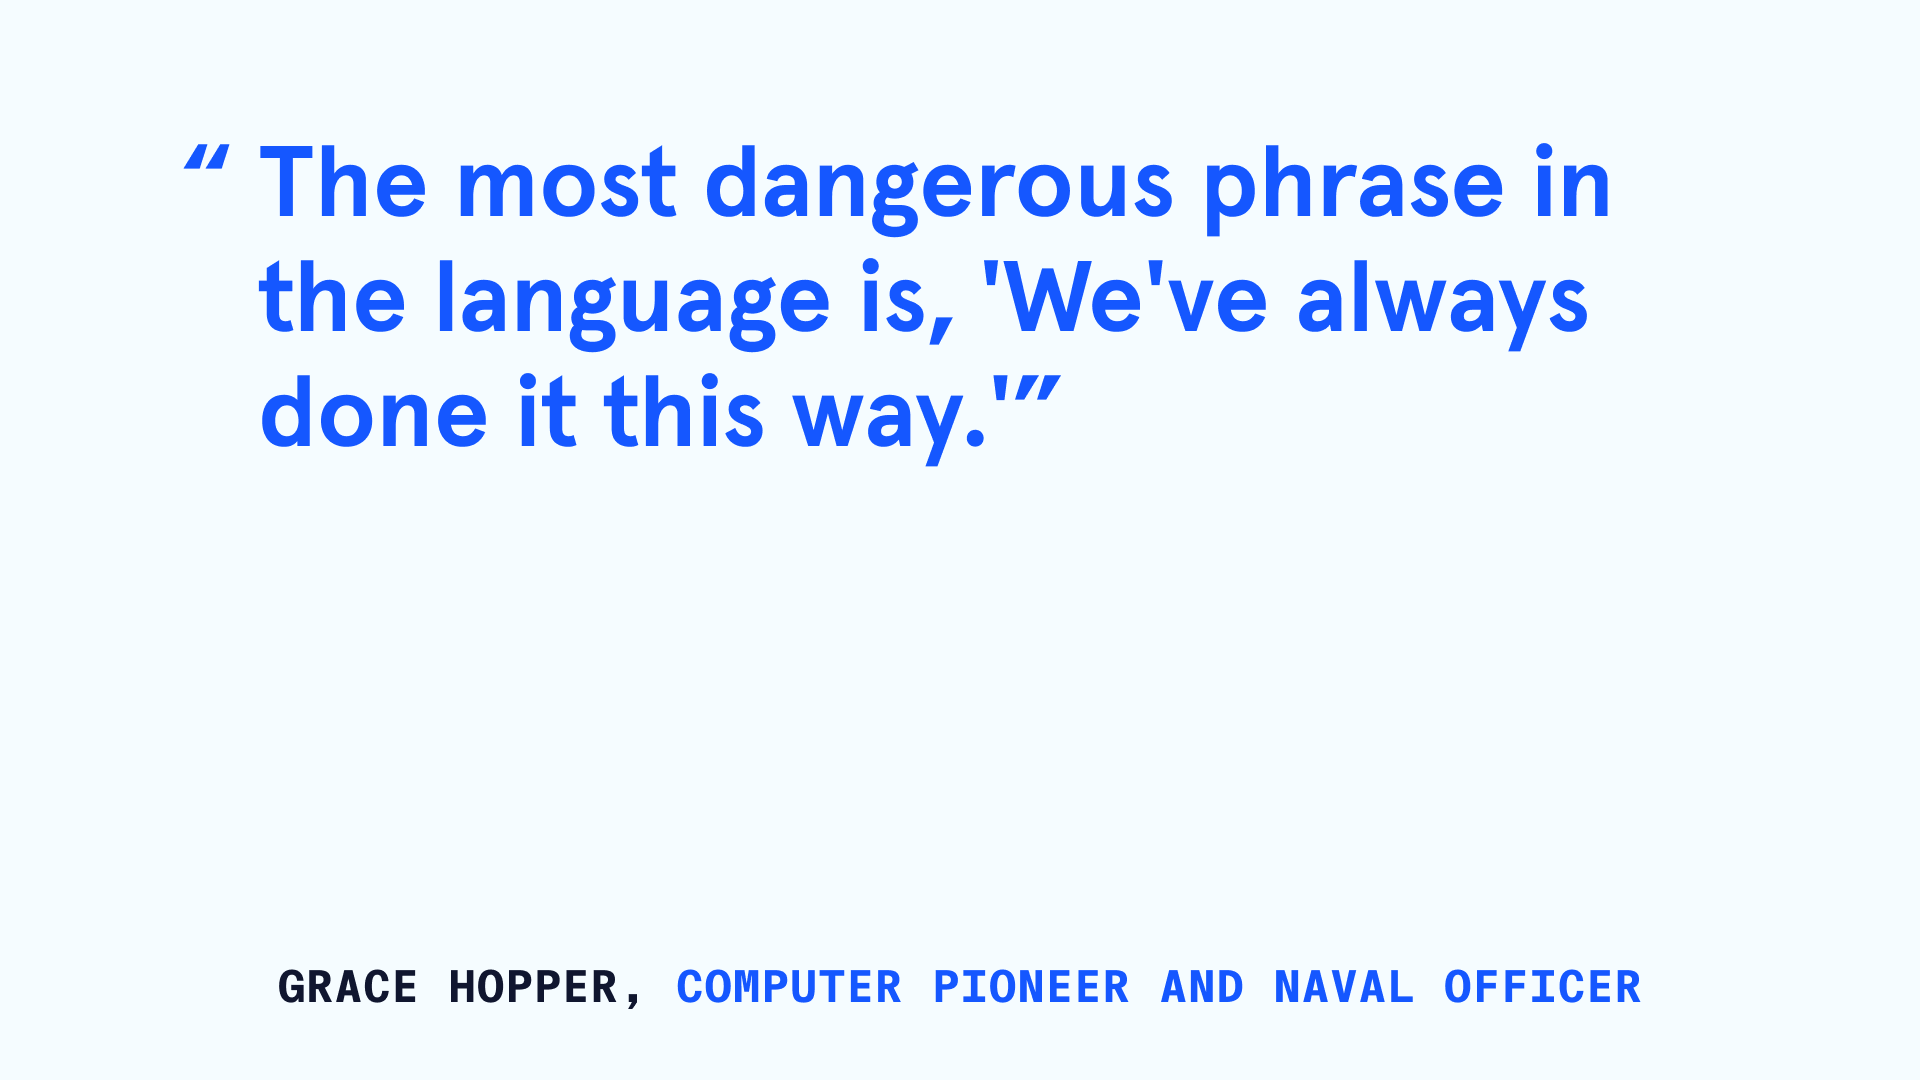 “ The most dangerous phrase in
the language is, 'We've always
done it this way.'”
GRACE HOPPER, COMPUTER PIONEER AND NAVAL OFFICER